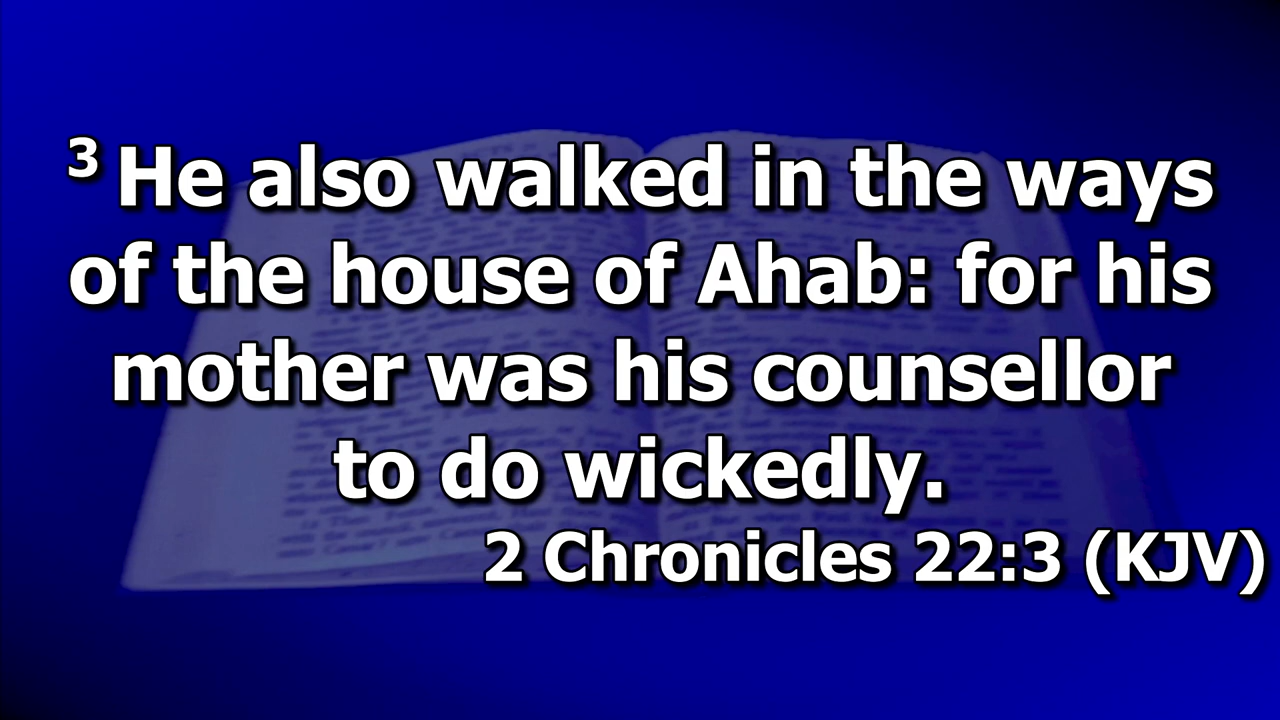 3 He also walked in the ways
of the house of Ahab: for his
mother was his counsellor
to do wickedly.
2 Chronicles 22:3 (KJV)